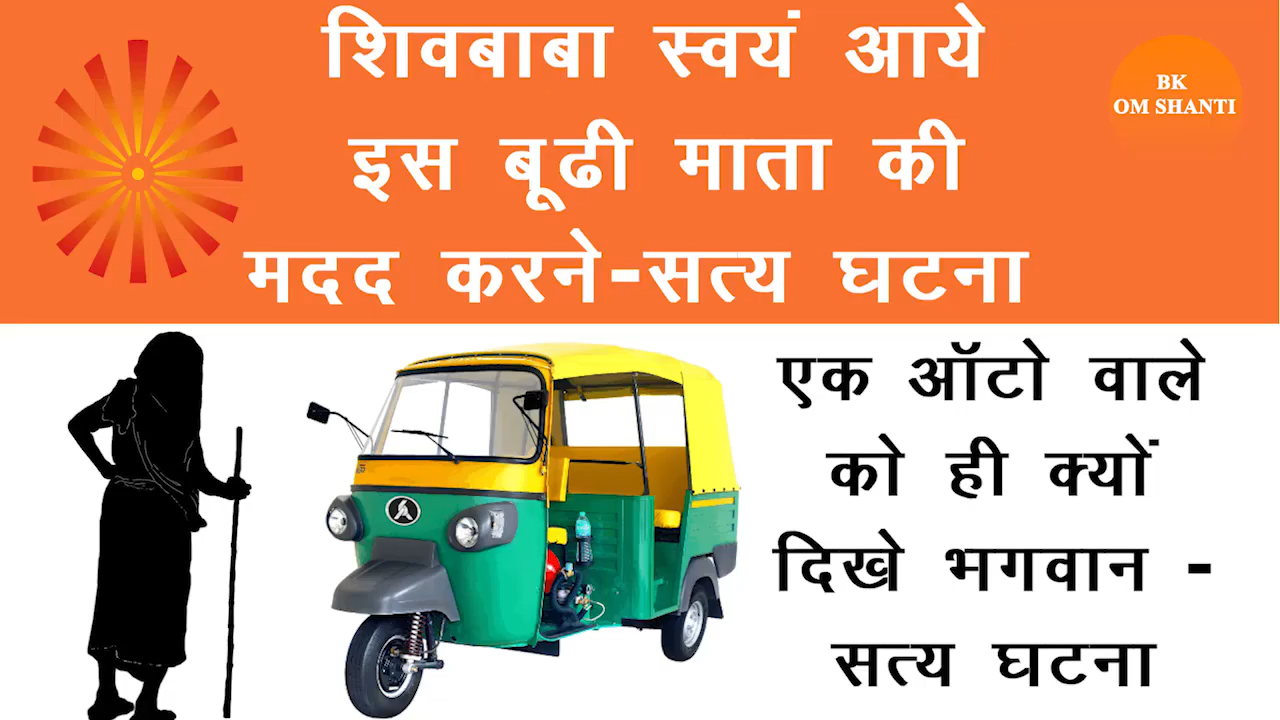 शिवबाबा स्वयं आये
BK
OM SHANTI
इस बूढी माता की
मदद करने-सत्य घटना
एक ऑटो वाले
को ही क्यों
दिखे भगवान -
सत्य घटना